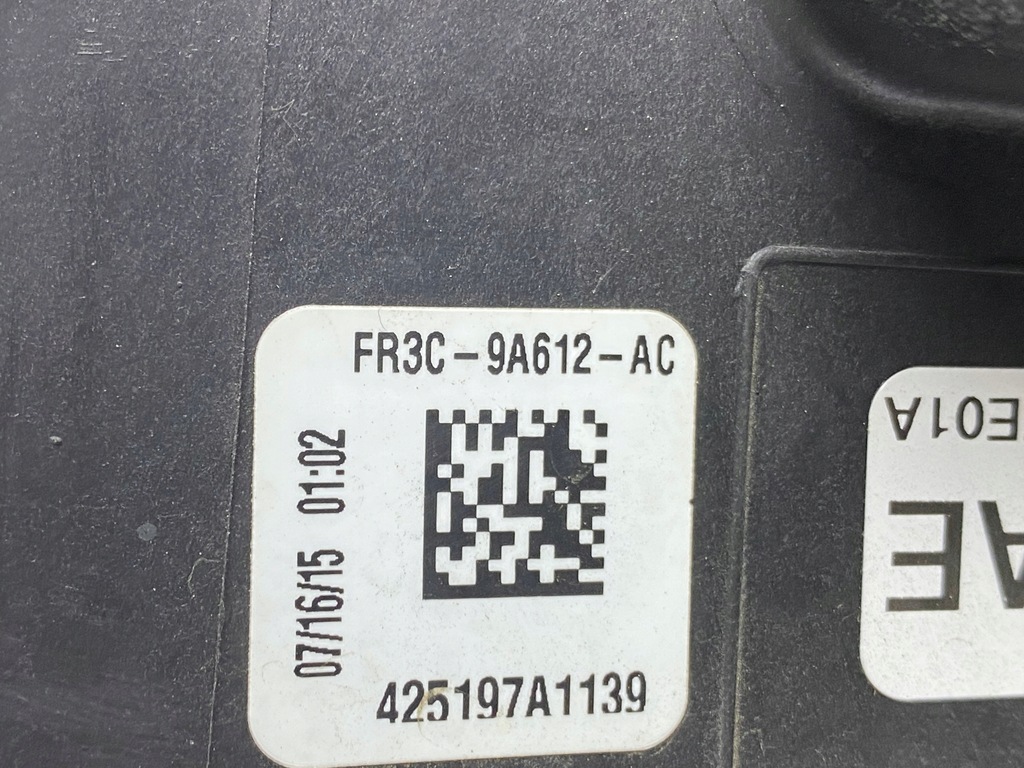 FR3C-9A612-AC
07/16/15 01:02
425197A1139
E01A
AE